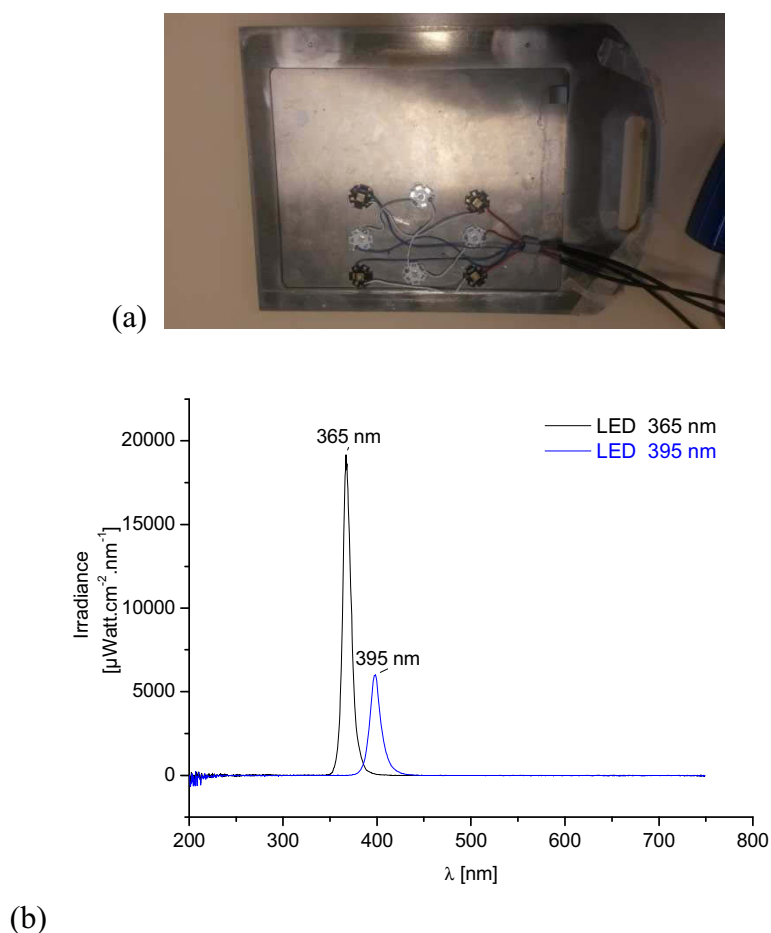 (a)
365 nm
395 nm
LED 365 nm
LED 395 nm
Irradiance
[µWatt.cm⁻².nm⁻¹]
20000
15000
10000
5000
0
200 300 400 500 600 700 800
λ [nm]
(b)